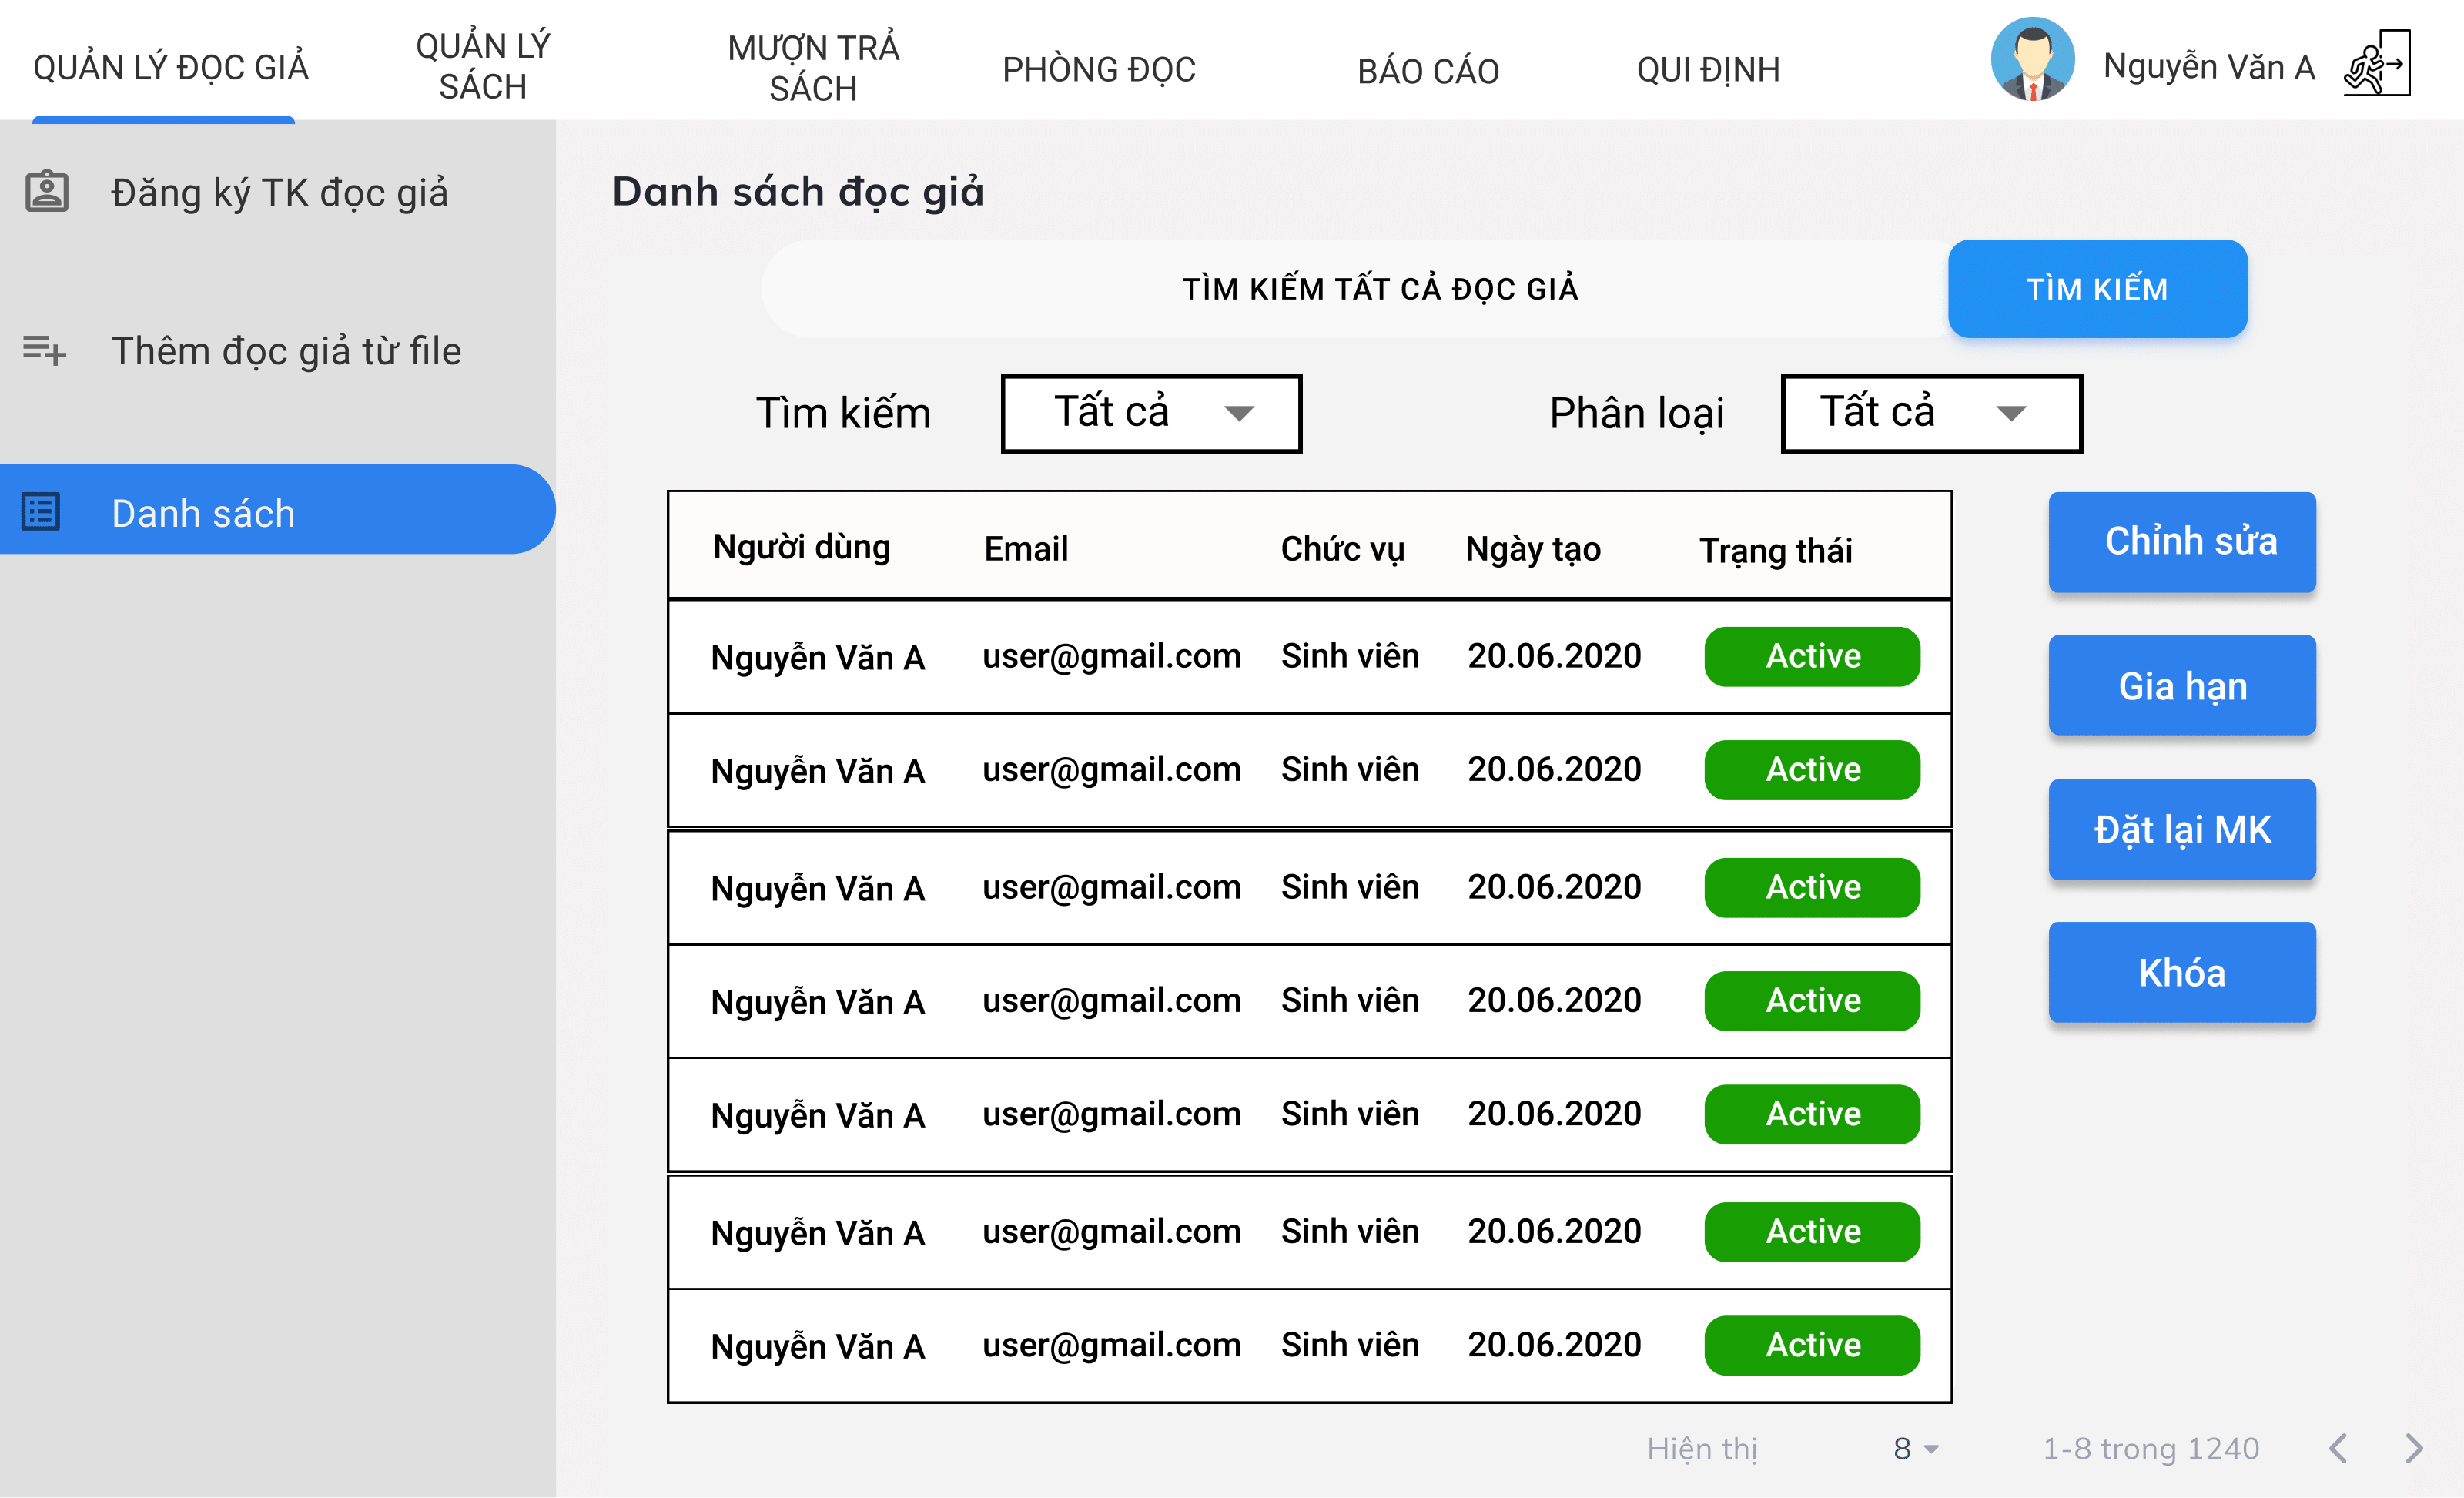 QUẢN LÝ ĐỌC GIẢ
QUẢN LÝ
SÁCH
MƯỢN TRẢ
SÁCH
PHÒNG ĐỌC
BÁO CÁO
QUI ĐỊNH
Nguyễn Văn A
Đăng ký TK đọc giả
Thêm đọc giả từ file
Danh sách
Danh sách đọc giả
TÌM KIẾM TẤT CẢ ĐỌC GIẢ
TÌM KIẾM
Tìm kiếm
Tất cả
Phân loại
Tất cả
Người dùng Email Chức vụ Ngày tạo Trạng thái
Nguyễn Văn A user@gmail.com Sinh viên 20.06.2020 Active
Nguyễn Văn A user@gmail.com Sinh viên 20.06.2020 Active
Nguyễn Văn A user@gmail.com Sinh viên 20.06.2020 Active
Nguyễn Văn A user@gmail.com Sinh viên 20.06.2020 Active
Nguyễn Văn A user@gmail.com Sinh viên 20.06.2020 Active
Nguyễn Văn A user@gmail.com Sinh viên 20.06.2020 Active
Nguyễn Văn A user@gmail.com Sinh viên 20.06.2020 Active
Chỉnh sửa
Gia hạn
Đặt lại MK
Khóa
Hiện thị 8 1-8 trong 1240